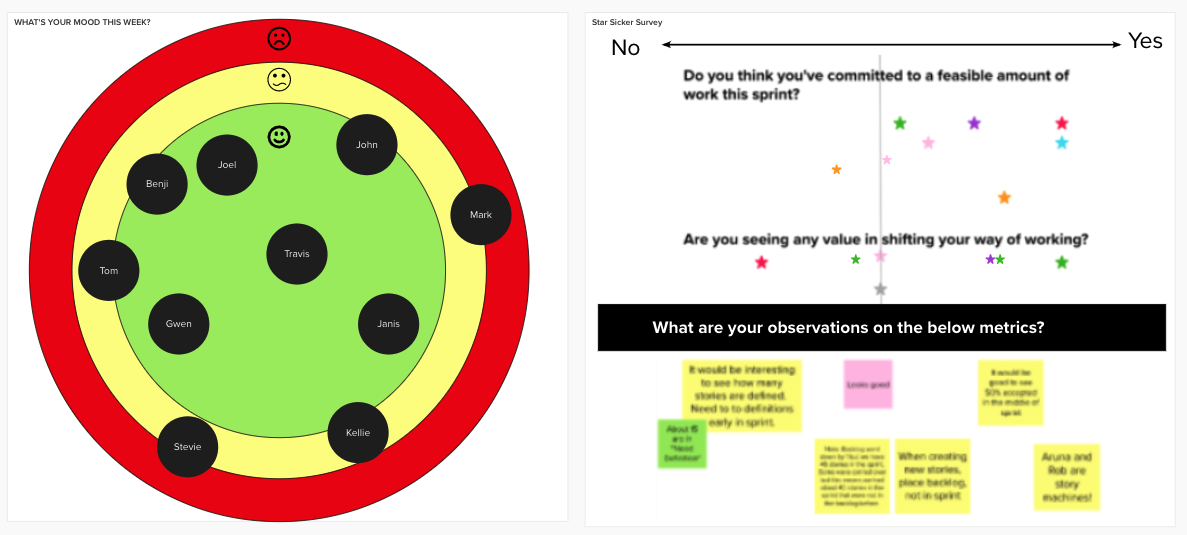 WHAT'S YOUR MOOD THIS WEEK?
John
Joel
Benji
Mark
Travis
Tom
Gwen
Janis
Kellie
Stevie
Star Sicker Survey
No
Yes
Do you think you've committed to a feasible amount of
work this sprint?
Are you seeing any value in shifting your way of working?
What are your observations on the below metrics?
It would be interesting
to see how many
stories are defined.
Need to to definitions
early in sprint.
Looks good
It would be
good to see
50% accepted
in the middle of
sprint
About 15
are in
"Need
Definition"
When creating
new stories,
place backlog,
not in sprint
Aruna and
Rob are
story
machines!